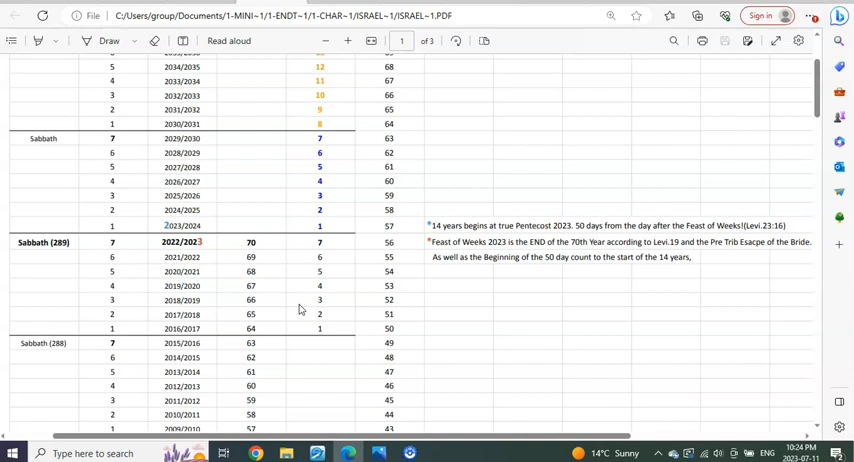 File
C:/Users/group/Documents/1-MINI~1/1-ENDT~1/1-CHAR~1/ISRAEL~1/ISRAEL~1.PDF
Sign in
Draw
Read aloud
1 of 3
5 2034/2035 12 68
4 2033/2034 11 67
3 2032/2033 10 66
2 2031/2032 9 65
1 2030/2031 8 64
Sabbath 7 2029/2030 7 63
6 2028/2029 6 62
5 2027/2028 5 61
4 2026/2027 4 60
3 2025/2026 3 59
2 2024/2025 2 58
1 2023/2024 1 57 *14 years begins at true Pentecost 2023. 50 days from the day after the Feast of Weeks!(Levi.23:16)
Sabbath (289) 7 2022/2023 70 7 56 *Feast of Weeks 2023 is the END of the 70th Year according to Levi.19 and the Pre Trib Esacpe of the Bride.
6 2021/2022 69 6 55 As well as the Beginning of the 50 day count to the start of the 14 years,
5 2020/2021 68 5 54
4 2019/2020 67 4 53
3 2018/2019 66 3 52
2 2017/2018 65 2 51
1 2016/2017 64 1 50
Sabbath (288) 7 2015/2016 63 49
6 2014/2015 62 48
5 2013/2014 61 47
4 2012/2013 60 46
3 2011/2012 59 45
2 2010/2011 58 44
1 2009/2010 57 43
Type here to search
14°C Sunny
ENG
10:24 PM
2023-07-11